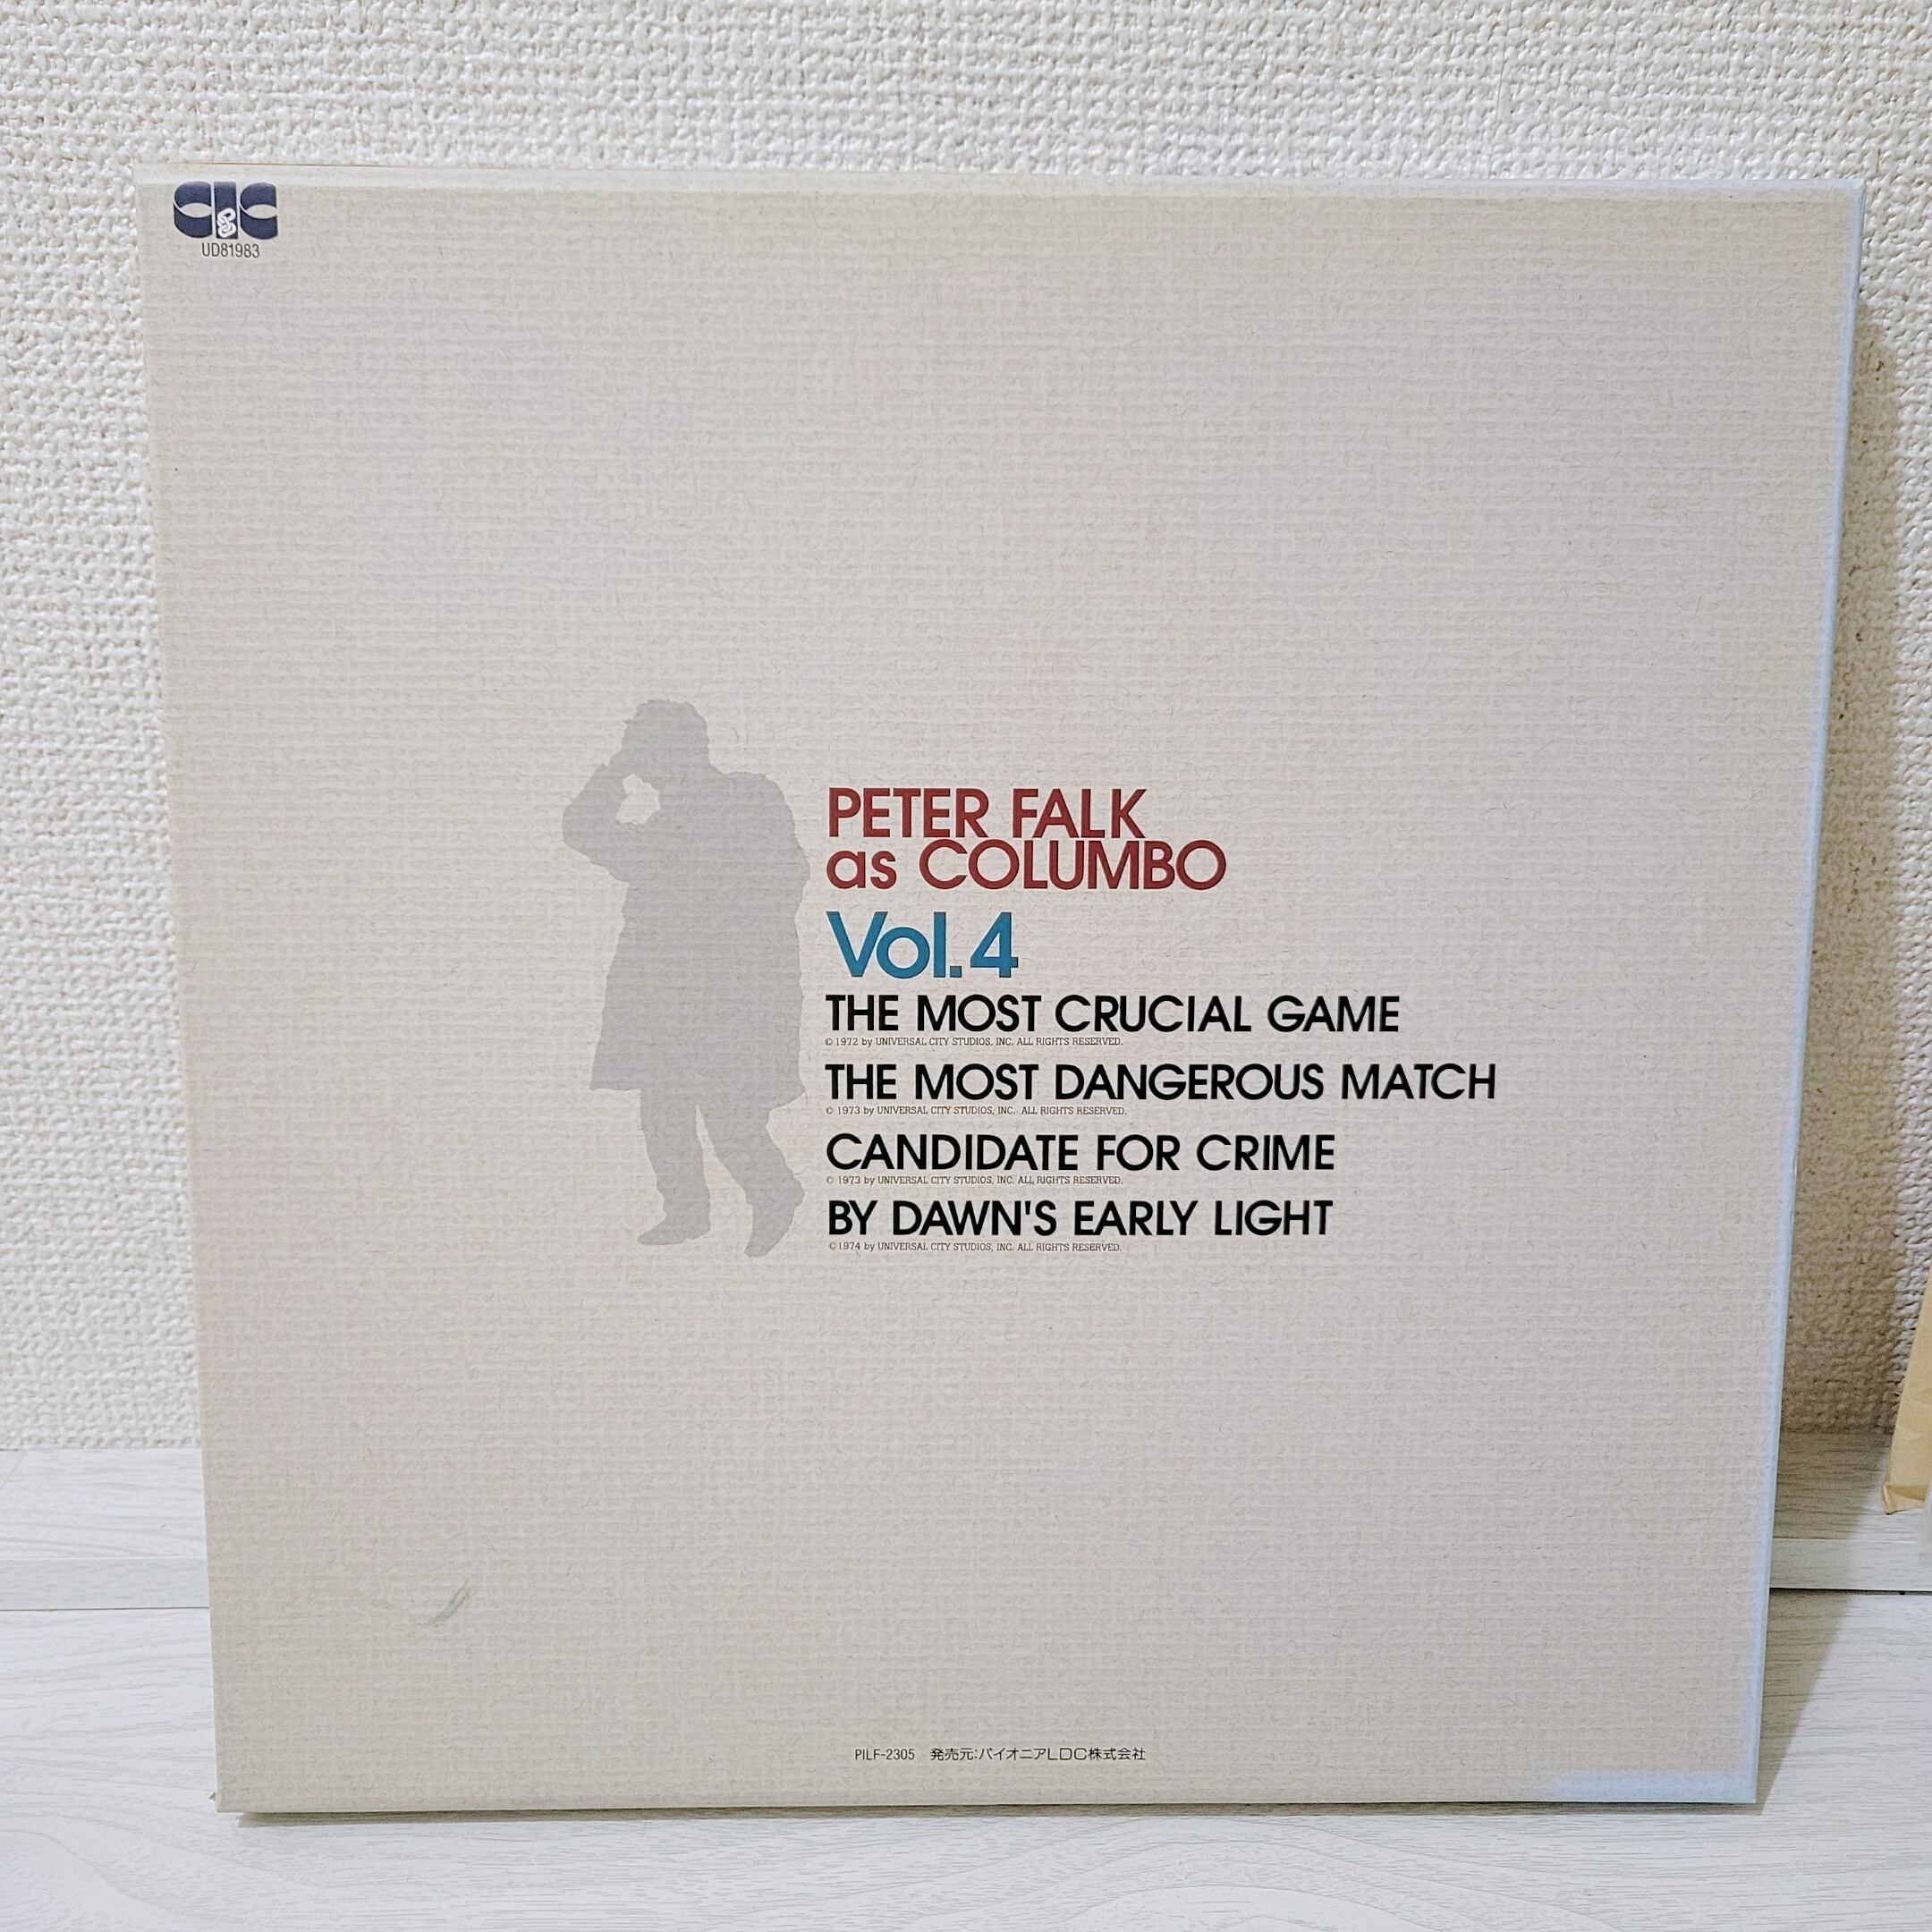 CIC
UD81983
PETER FALK
as COLUMBO
Vol.4
THE MOST CRUCIAL GAME
© 1972 by UNIVERSAL CITY STUDIOS, INC. ALL RIGHTS RESERVED.
THE MOST DANGEROUS MATCH
© 1973 by UNIVERSAL CITY STUDIOS, INC. ALL RIGHTS RESERVED.
CANDIDATE FOR CRIME
© 1973 by UNIVERSAL CITY STUDIOS, INC. ALL RIGHTS RESERVED.
BY DAWN'S EARLY LIGHT
© 1974 by UNIVERSAL CITY STUDIOS, INC. ALL RIGHTS RESERVED.
PILF-2305 発売元:パイオニアLDC株式会社